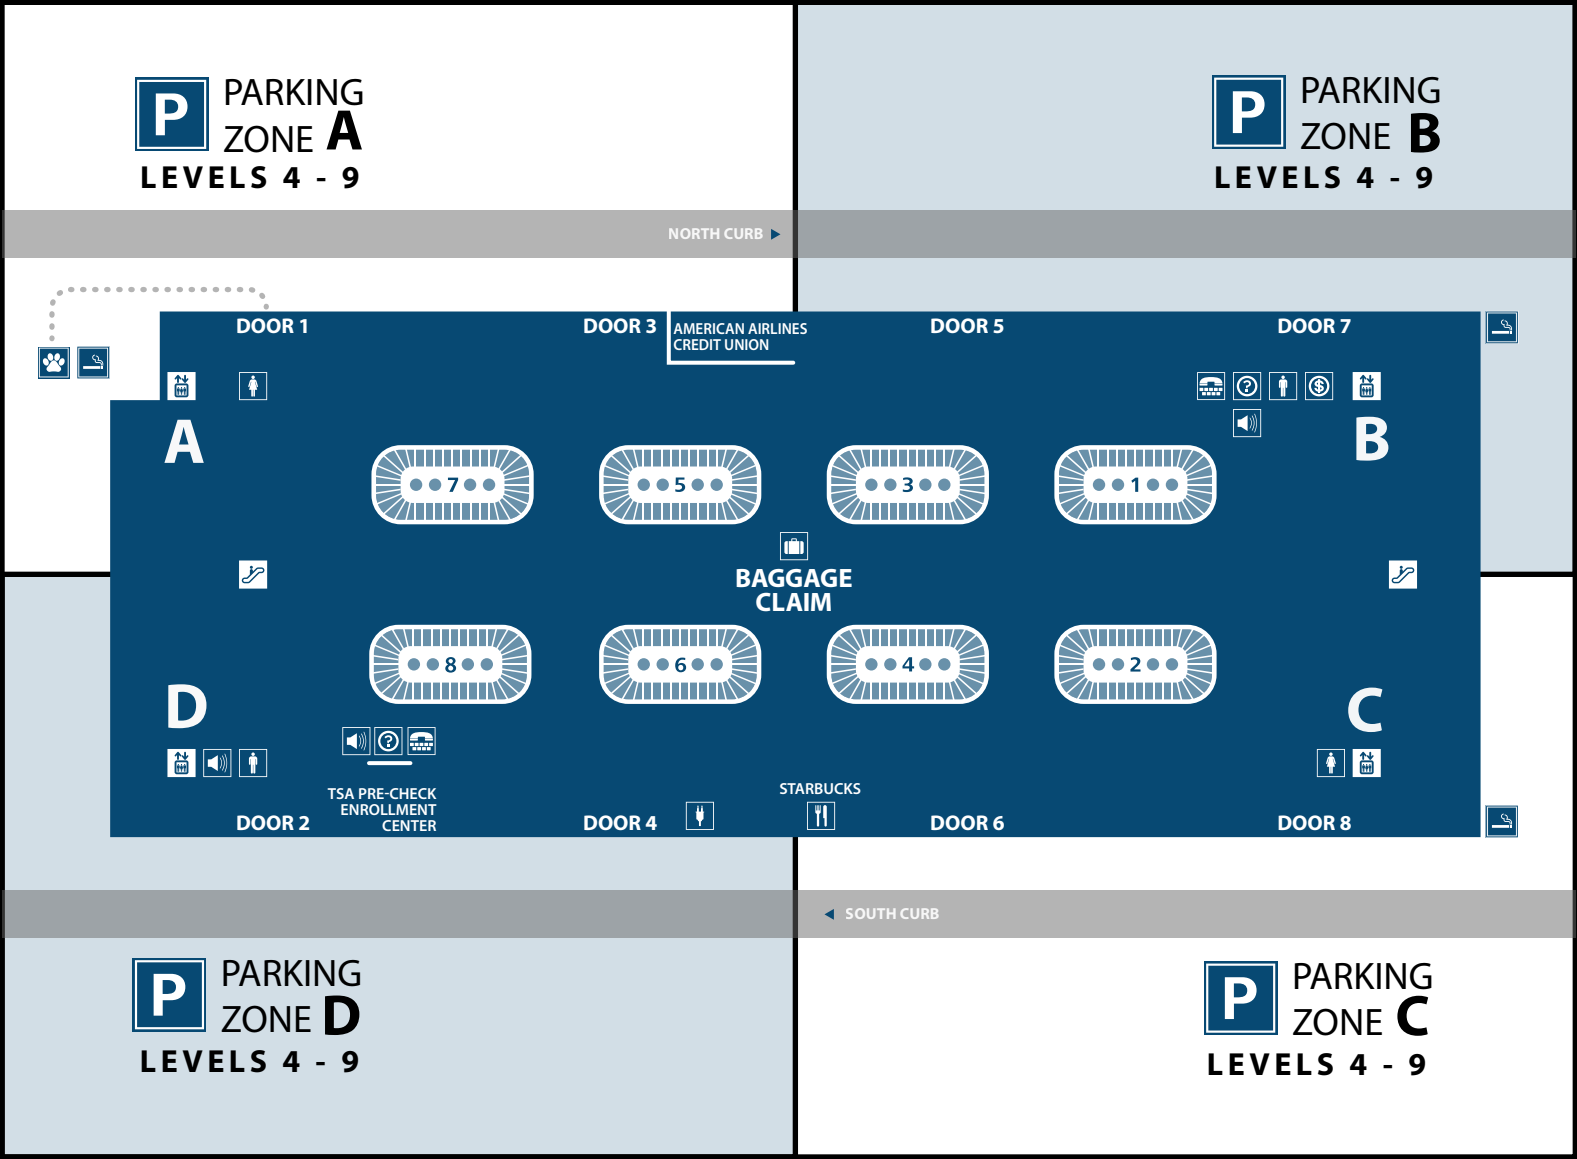 P
PARKING
ZONE A
LEVELS 4 - 9
P
PARKING
ZONE B
LEVELS 4 - 9
NORTH CURB
DOOR 1
DOOR 3
AMERICAN AIRLINES
CREDIT UNION
DOOR 5
DOOR 7
? $
A
B
7
5
3
1
BAGGAGE
CLAIM
8
6
4
2
D
C
?
TSA PRE-CHECK
ENROLLMENT
CENTER
STARBUCKS
DOOR 2
DOOR 4
DOOR 6
DOOR 8
SOUTH CURB
P
PARKING
ZONE D
LEVELS 4 - 9
P
PARKING
ZONE C
LEVELS 4 - 9